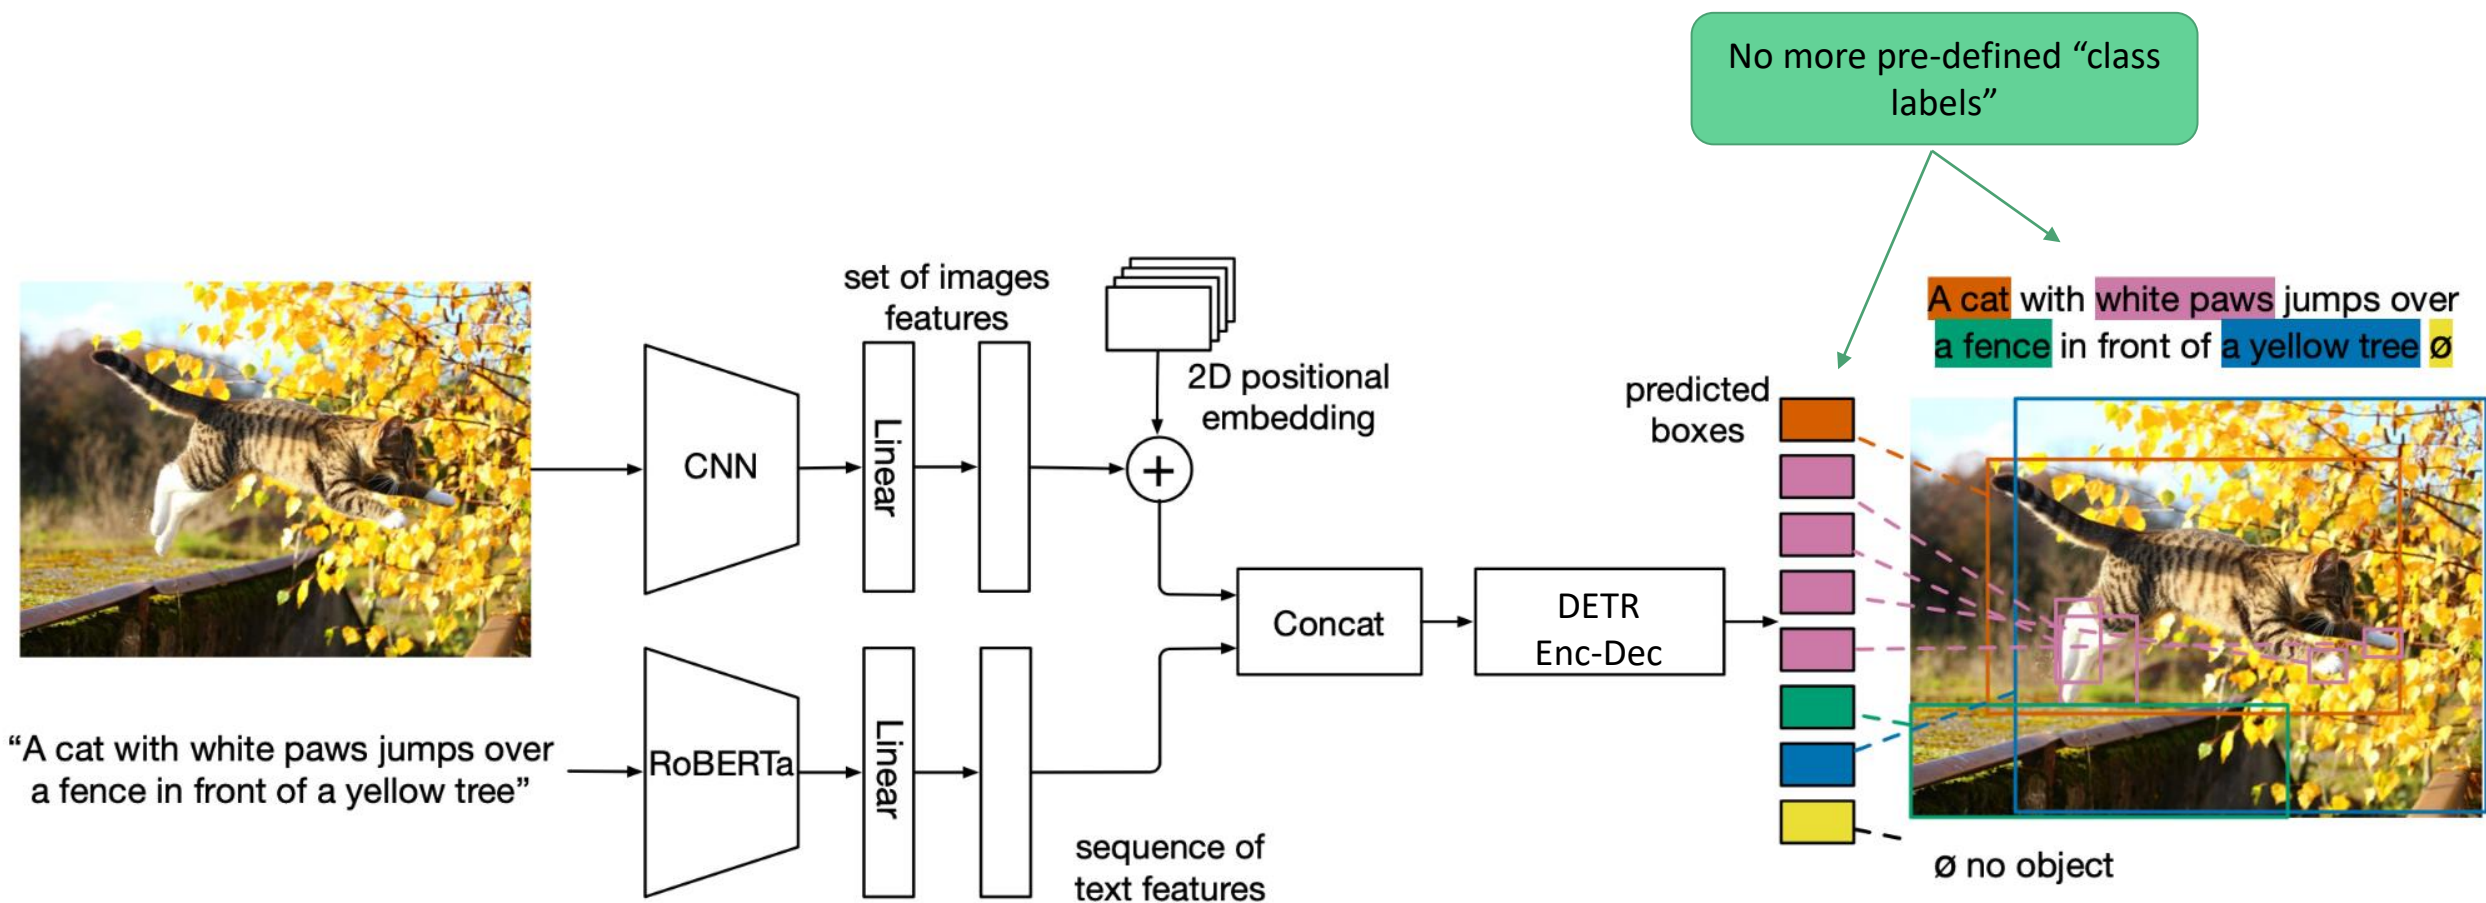 No more pre-defined “class
labels”
set of images
features
2D positional
embedding
CNN
Linear
“A cat with white paws jumps over
a fence in front of a yellow tree”
RoBERTa
Linear
sequence of
text features
+
Concat
DETR
Enc-Dec
predicted
boxes
A cat with white paws jumps over
a fence in front of a yellow tree ø
ø no object